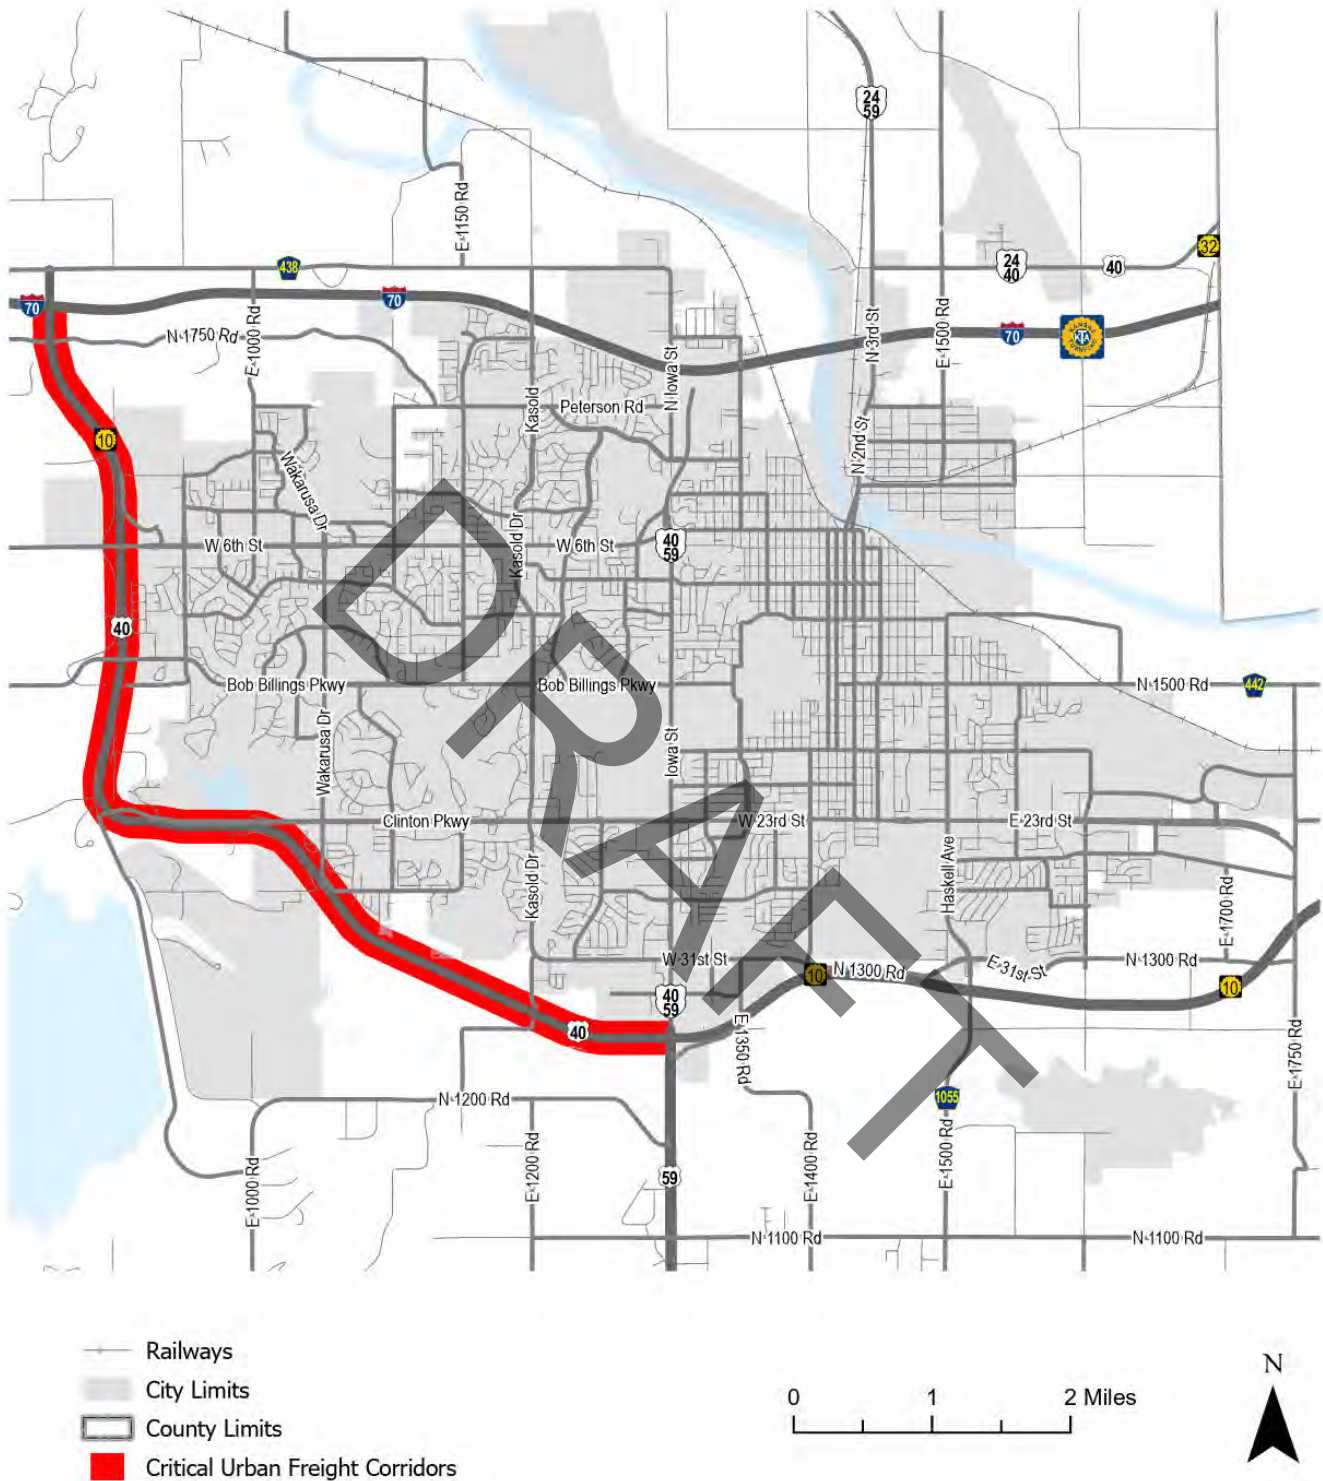 24
59
E 1150 Rd
32
438
24
40
40
70
70
N 1750 Rd
E 1000 Rd
N 3rd St
E 1500 Rd
70
KANSAS
KTA
TURNPIKE
N Iowa St
Kasold
Peterson Rd
10
N 2nd St
Wakarusa Dr
Kasold Dr
W 6th St
W 6th St
40
59
40
Bob Billings Pkwy
Bob Billings Pkwy
N 1500 Rd
442
Wakarusa Dr
Iowa St
Clinton Pkwy
W 23rd St
E 23rd St
Kasold Dr
Haskell Ave
E 1700 Rd
W 31st St
N 1300 Rd
E 31st St
N 1300 Rd
10
10
40
59
40
E 1350 Rd
E 1750 Rd
N 1200 Rd
1055
E 1000 Rd
E 1200 Rd
59
E 1400 Rd
E 1500 Rd
N 1100 Rd
N 1100 Rd
DRAFT
Railways
City Limits
County Limits
Critical Urban Freight Corridors
0 1 2 Miles
N